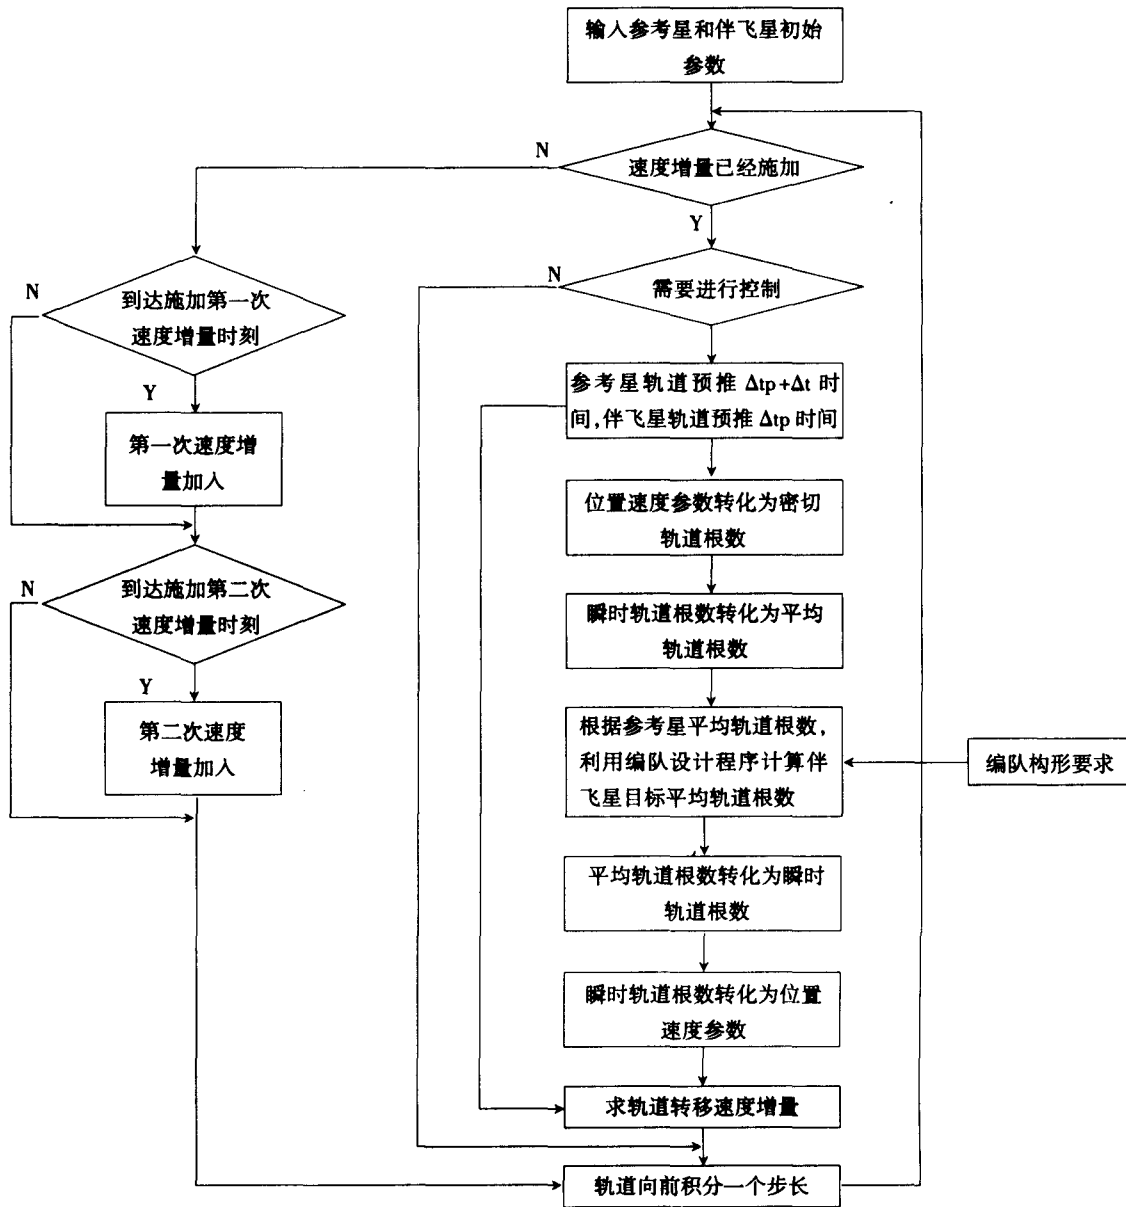 输入参考星和伴飞星初始
参数
N
速度增量已经施加
Y
N
到达施加第一次
速度增量时刻
N
需要进行控制
Y
参考星轨道预推 Δtp+Δt 时
间,伴飞星轨道预推 Δtp 时间
第一次速度增
量加入
位置速度参数转化为密切
轨道根数
N
到达施加第二次
速度增量时刻
瞬时轨道根数转化为平均
轨道根数
Y
第二次速度
增量加入
根据参考星平均轨道根数,
利用编队设计程序计算伴
飞星目标平均轨道根数
编队构形要求
平均轨道根数转化为瞬时
轨道根数
瞬时轨道根数转化为位置
速度参数
求轨道转移速度增量
轨道向前积分一个步长